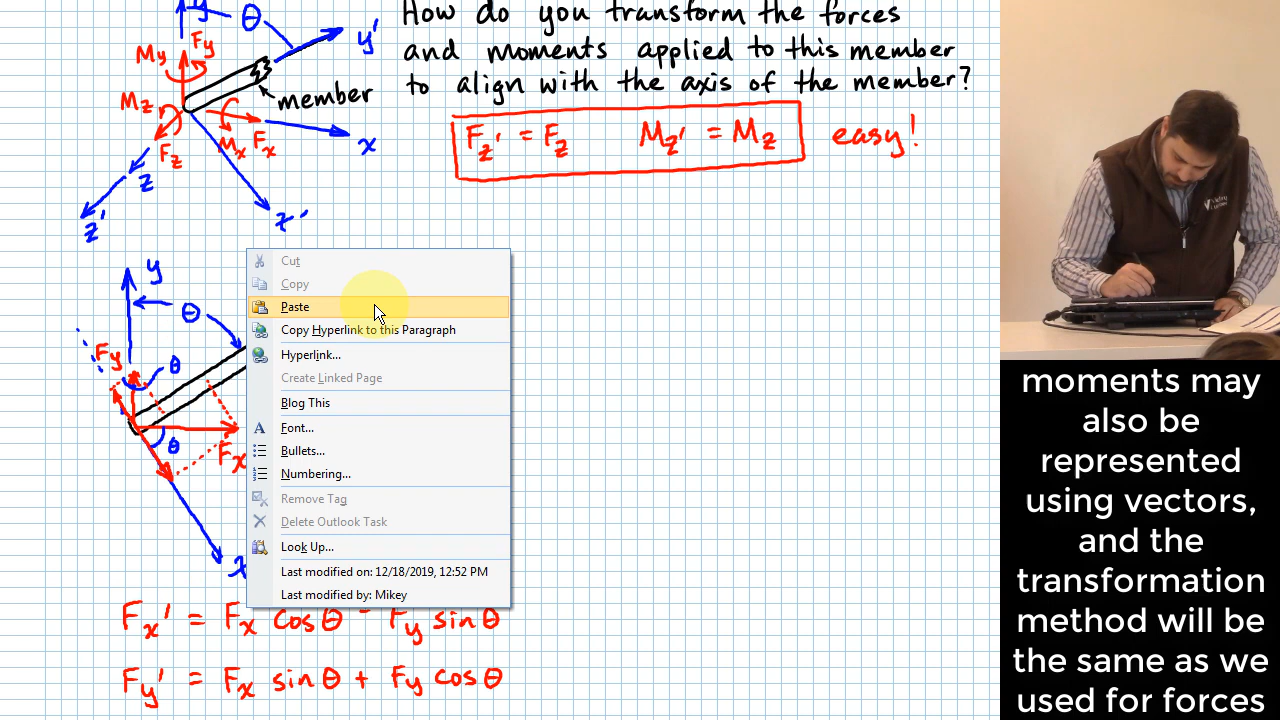 How do you transform the forces
and moments applied to this member
to align with the axis of the member?
Fz' = Fz Mz' = Mz easy!
y
θ
y'
My
Fy
member
Mz
Fz
Mx
Fx
x
z
z'
x'
y
θ
Fy
θ
θ
Fx
x
Cut
Copy
Paste
Copy Hyperlink to this Paragraph
Hyperlink...
Create Linked Page
Blog This
Font...
Bullets...
Numbering...
Remove Tag
Delete Outlook Task
Look Up...
Last modified on: 12/18/2019, 12:52 PM
Last modified by: Mikey
Fx' = Fx cosθ - Fy sinθ
Fy' = Fx sinθ + Fy cosθ
moments may
also be
represented
using vectors,
and the
transformation
method will be
the same as we
used for forces